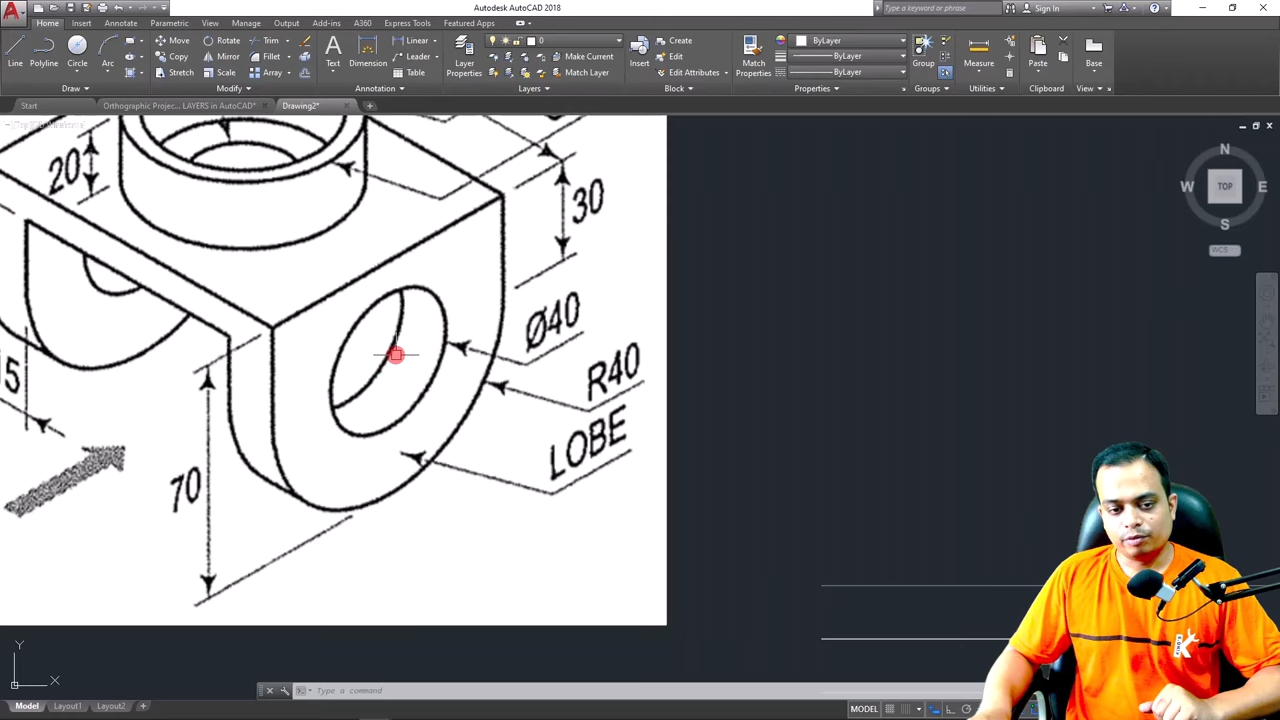 Autodesk AutoCAD 2018
Type a keyword or phrase
Sign In
Home Insert Annotate Parametric View Manage Output Add-ins A360 Express Tools Featured Apps
Line Polyline Circle Arc
Move Rotate Trim
Copy Mirror Fillet
Stretch Scale Array
Text Dimension
Linear
Leader
Table
Layer Properties
0
Make Current
Match Layer
Insert
Create
Edit
Edit Attributes
Match Properties
ByLayer
ByLayer
ByLayer
Group
Measure
Paste
Base
Draw Modify Annotation Layers Block Properties Groups Utilities Clipboard View
Start Orthographic Projec... LAYERS in AutoCAD* Drawing2*
N
W TOP E
S
WCS
20
30
Ø40
R40
LOBE
70
5
Y
X
Type a command
Model Layout1 Layout2
MODEL